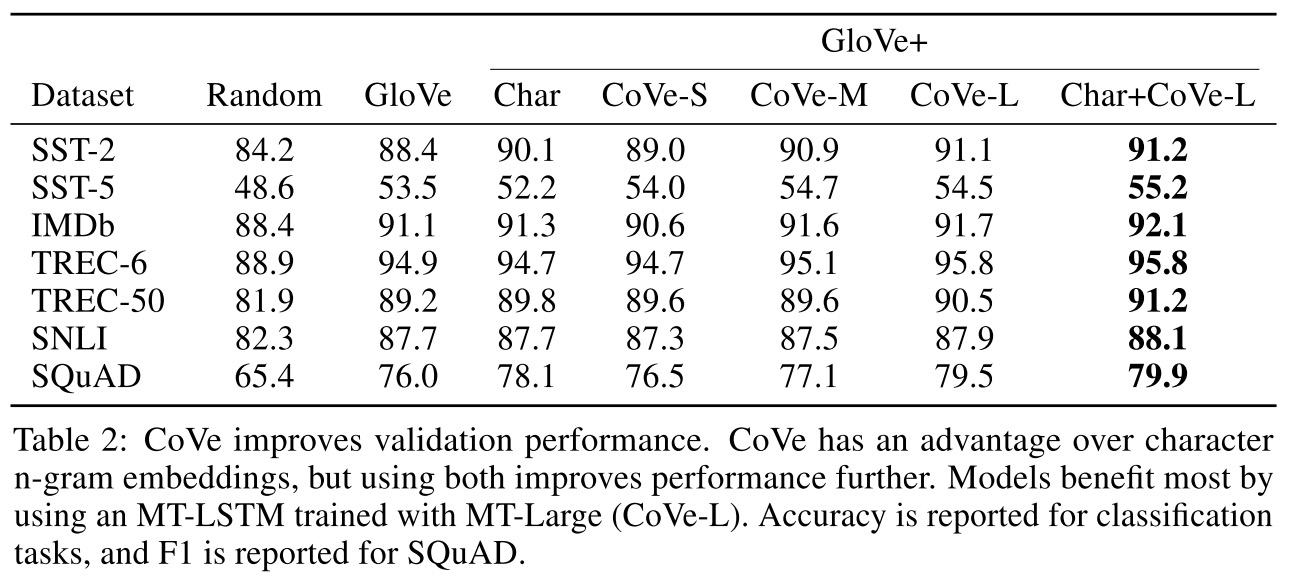 GloVe+
Dataset Random GloVe Char CoVe-S CoVe-M CoVe-L Char+CoVe-L
SST-2 84.2 88.4 90.1 89.0 90.9 91.1 91.2
SST-5 48.6 53.5 52.2 54.0 54.7 54.5 55.2
IMDb 88.4 91.1 91.3 90.6 91.6 91.7 92.1
TREC-6 88.9 94.9 94.7 94.7 95.1 95.8 95.8
TREC-50 81.9 89.2 89.8 89.6 89.6 90.5 91.2
SNLI 82.3 87.7 87.7 87.3 87.5 87.9 88.1
SQuAD 65.4 76.0 78.1 76.5 77.1 79.5 79.9
Table 2: CoVe improves validation performance. CoVe has an advantage over character
n-gram embeddings, but using both improves performance further. Models benefit most by
using an MT-LSTM trained with MT-Large (CoVe-L). Accuracy is reported for classification
tasks, and F1 is reported for SQuAD.